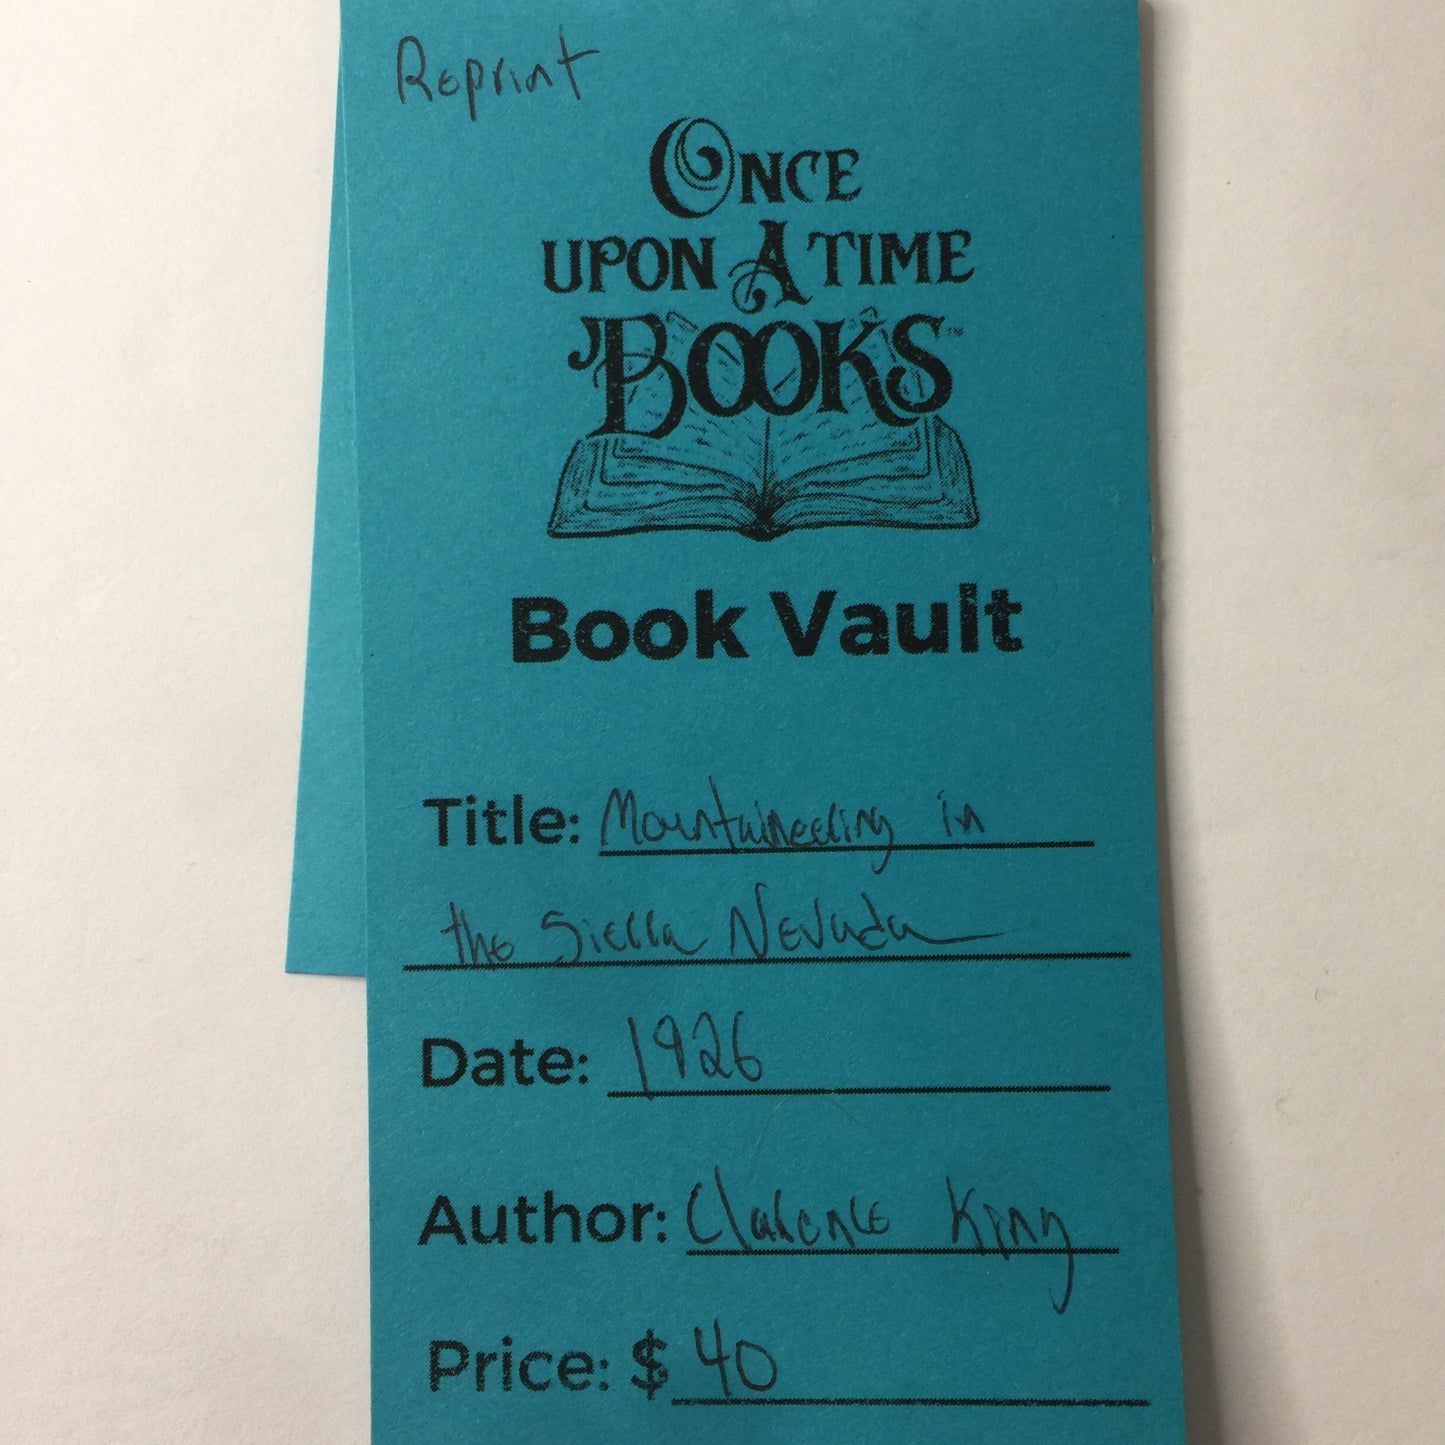 Reprint
ONCE
UPON A TIME
BOOKS™
Book Vault
Title: Mountaineering in
the Sierra Nevada
Date: 1926
Author: Clarence King
Price: $ 40